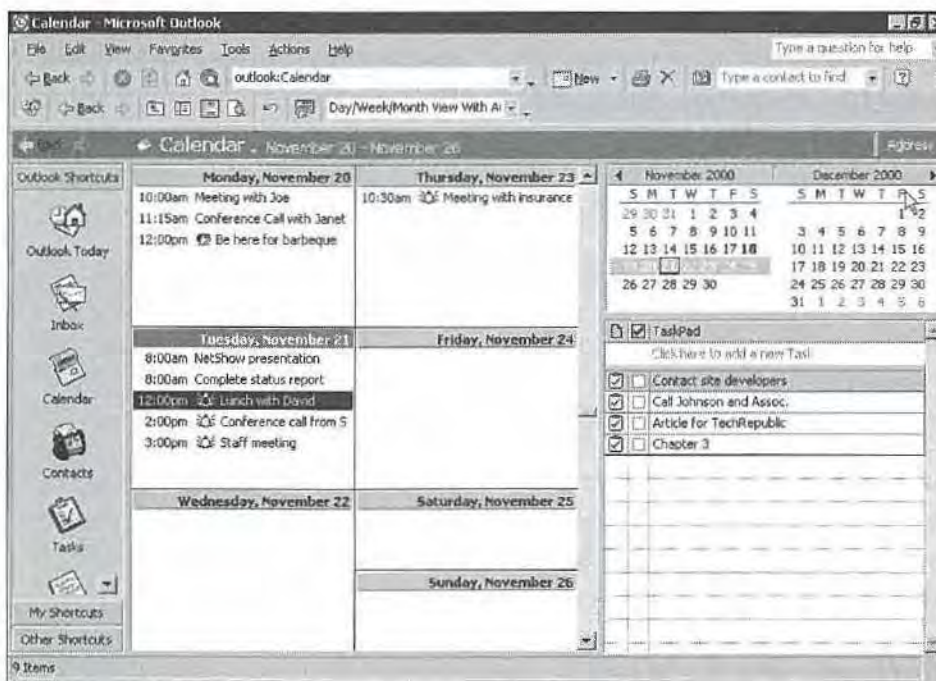 Calendar - Microsoft Outlook
File Edit View Favorites Tools Actions Help
Type a question for help
Back outlook:Calendar New Type a contact to find
Back Day/Week/Month View With
Calendar. November 20 - November 26
Address
Outlook Shortcuts
Outlook Today
Inbox
Calendar
Contacts
Tasks
My Shortcuts
Other Shortcuts
Monday, November 20
10:00am Meeting with Joe
11:15am Conference Call with Janet
12:00pm Be here for barbeque
Tuesday, November 21
8:00am NetShow presentation
8:00am Complete status report
12:00pm Lunch with David
2:00pm Conference call from S
3:00pm Staff meeting
Wednesday, November 22
Thursday, November 23
10:30am Meeting with insurance
Friday, November 24
Saturday, November 25
Sunday, November 26
November 2000
S M T W T F S
29 30 31 1 2 3 4
5 6 7 8 9 10 11
12 13 14 15 16 17 18
26 27 28 29 30
December 2000
S M T W T F S
1 2
3 4 5 6 7 8 9
10 11 12 13 14 15 16
17 18 19 20 21 22 23
24 25 26 27 28 29 30
31 1 2 3 4 5 6
TaskPad
Click here to add a new Task
Contact site developers
Call Johnson and Assoc.
Article for TechRepublic
Chapter 3
9 Items